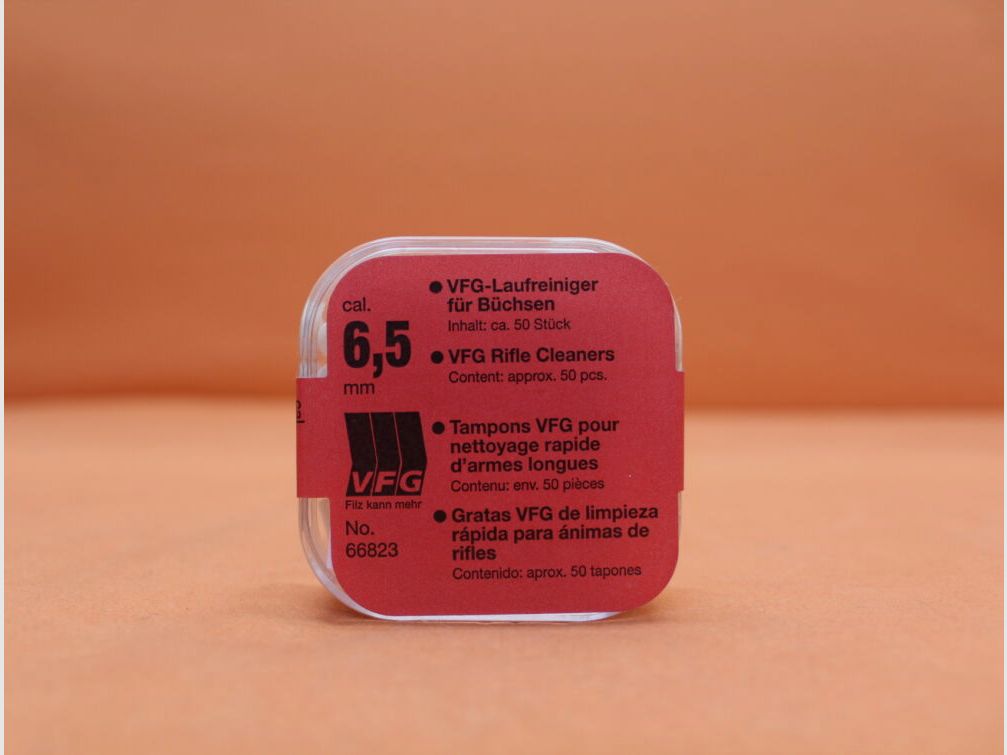 cal.
6,5
mm
VFG
Filz kann mehr
No.
66823
● VFG-Laufreiniger
für Büchsen
Inhalt: ca. 50 Stück
● VFG Rifle Cleaners
Content: approx. 50 pcs.
● Tampons VFG pour
nettoyage rapide
d'armes longues
Contenu: env. 50 pièces
● Gratas VFG de limpieza
rápida para ánimas de
rifles
Contenido: aprox. 50 tapones